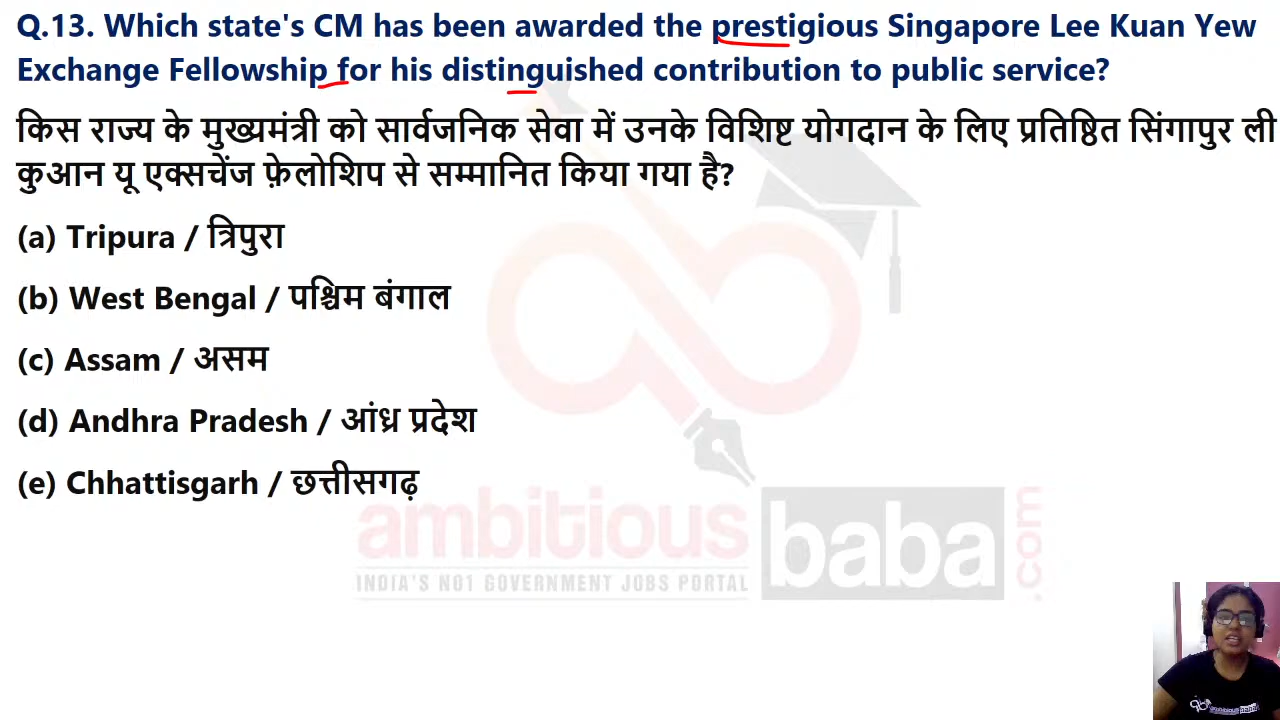 Q.13. Which state's CM has been awarded the prestigious Singapore Lee Kuan Yew
Exchange Fellowship for his distinguished contribution to public service?
किस राज्य के मुख्यमंत्री को सार्वजनिक सेवा में उनके विशिष्ट योगदान के लिए प्रतिष्ठित सिंगापुर ली
कुआन यू एक्सचेंज फ़ेलोशिप से सम्मानित किया गया है?
(a) Tripura / त्रिपुरा
(b) West Bengal / पश्चिम बंगाल
(c) Assam / असम
(d) Andhra Pradesh / आंध्र प्रदेश
(e) Chhattisgarh / छत्तीसगढ़
ambitious baba .com
INDIA'S NO1 GOVERNMENT JOBS PORTAL
ambitiousbaba